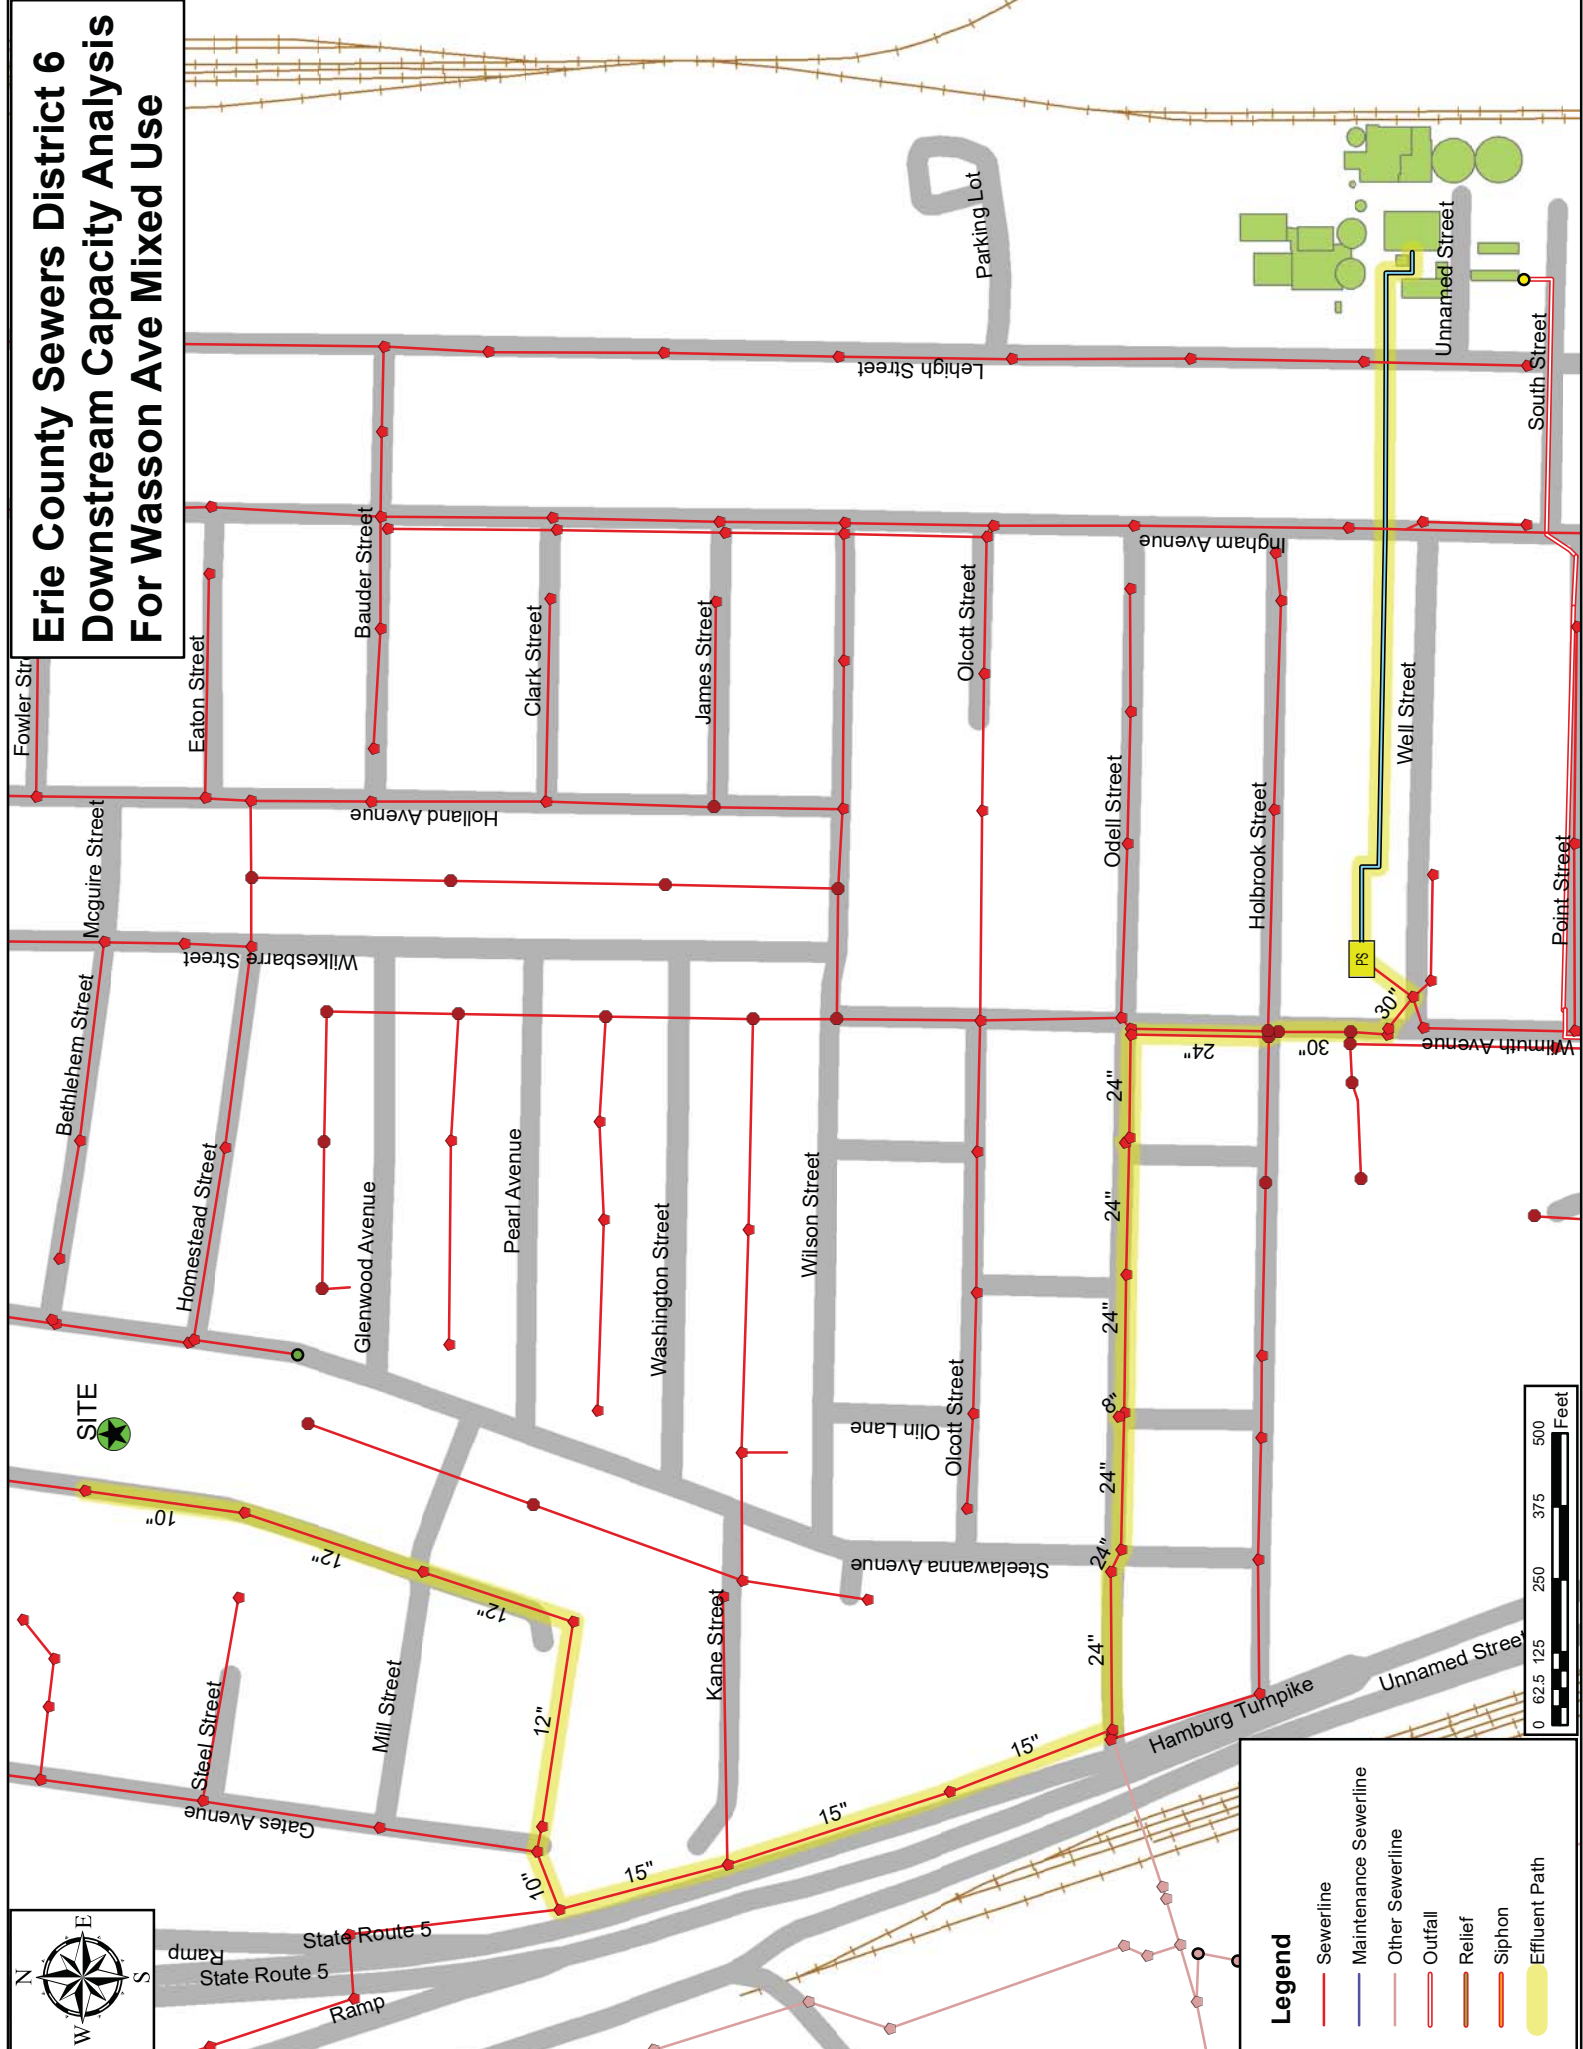 Erie County Sewers District 6
Downstream Capacity Analysis
For Wasson Ave Mixed Use
Fowler Str
Eaton Street
Bauder Street
Clark Street
James Street
Olcott Street
Odell Street
Holbrook Street
Well Street
Point Street
South Street
Unnamed Street
Parking Lot
Lehigh Street
Ingham Avenue
Holland Avenue
Mcguire Street
Wilkesbarre Street
Bethlehem Street
Homestead Street
Glenwood Avenue
Pearl Avenue
Washington Street
Wilson Street
Olin Lane
Olcott Street
Steelawanna Avenue
Wilmuth Avenue
PS
30"
30"
24"
24"
24"
24"
8"
24"
24"
24"
15"
15"
15"
10"
12"
12"
12"
10"
SITE
Kane Street
Mill Street
Steel Street
Gates Avenue
Hamburg Turnpike
Unnamed Street
State Route 5
State Route 5
Ramp
Ramp
N
E
S
W
0 62.5 125 250 375 500
Feet
Legend
Sewerline
Maintenance Sewerline
Other Sewerline
Outfall
Relief
Siphon
Effluent Path